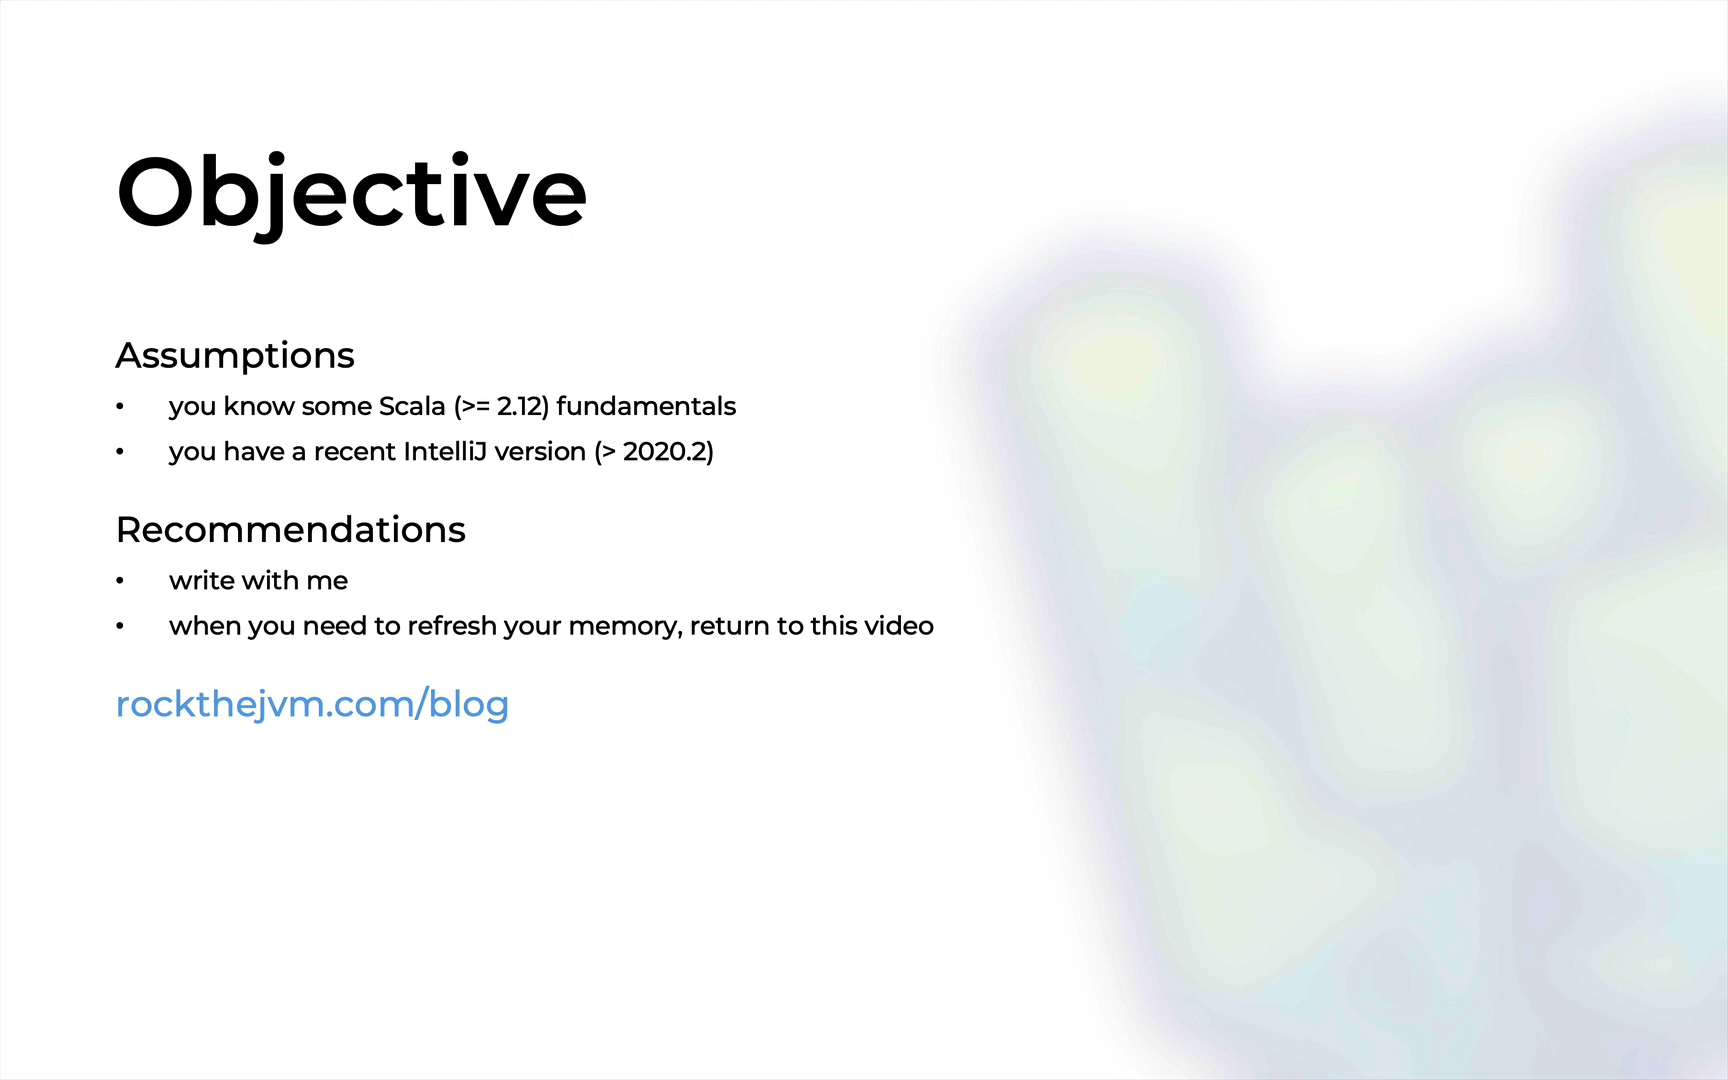 Objective
Assumptions
• you know some Scala (>= 2.12) fundamentals
• you have a recent IntelliJ version (> 2020.2)
Recommendations
• write with me
• when you need to refresh your memory, return to this video
rockthejvm.com/blog